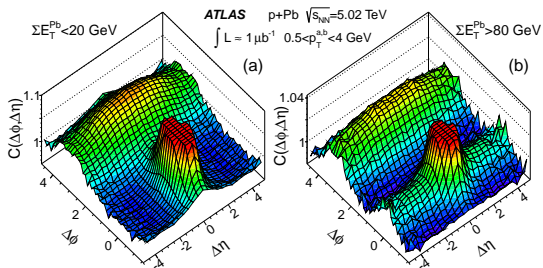 ΣE_T^Pb<20 GeV ATLAS p+Pb √s_NN=5.02 TeV ΣE_T^Pb>80 GeV
∫ L ≈ 1 μb⁻¹ 0.5<p_T^a,b<4 GeV
(a) (b)
C(Δϕ,Δη) 1.1 1
C(Δϕ,Δη) 1.04 1
4 2 0 Δϕ
-4 -2 0 2 4 Δη
4 2 0 Δϕ
-4 -2 0 2 4 Δη